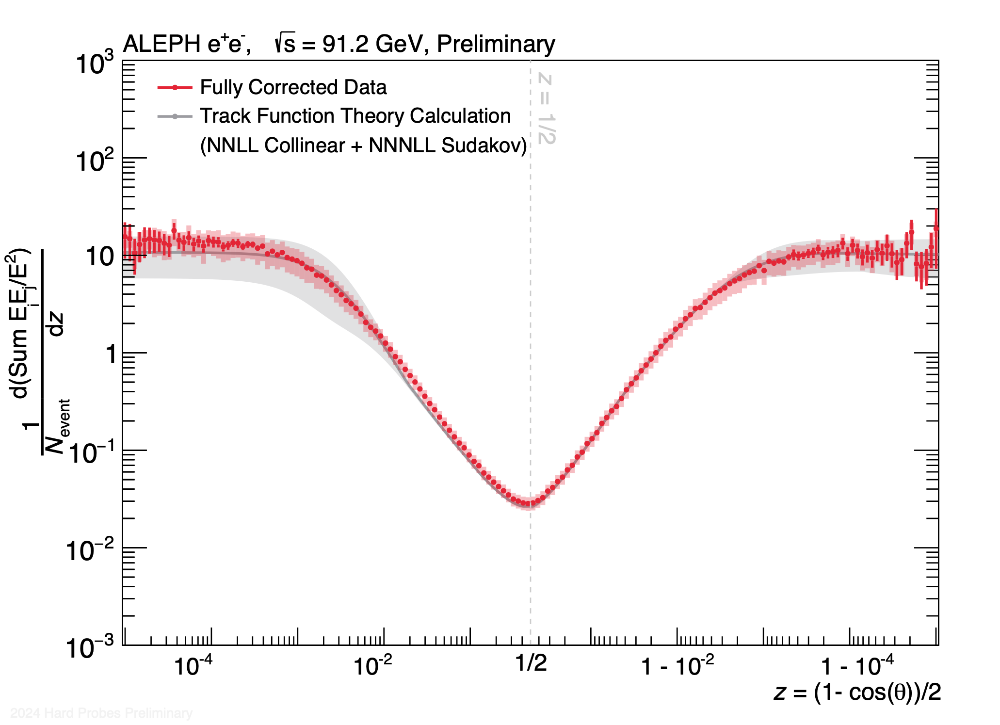 ALEPH e⁺e⁻, √s = 91.2 GeV, Preliminary
Fully Corrected Data
Track Function Theory Calculation
(NNLL Collinear + NNNLL Sudakov)
z = 1/2
10³
10²
10
1
10⁻¹
10⁻²
10⁻³
1 d(Sum EᵢEⱼ/E²)
N_event dz
10⁻⁴ 10⁻² 1/2 1 - 10⁻² 1 - 10⁻⁴
z = (1- cos(θ))/2
2024 Hard Probes Preliminary